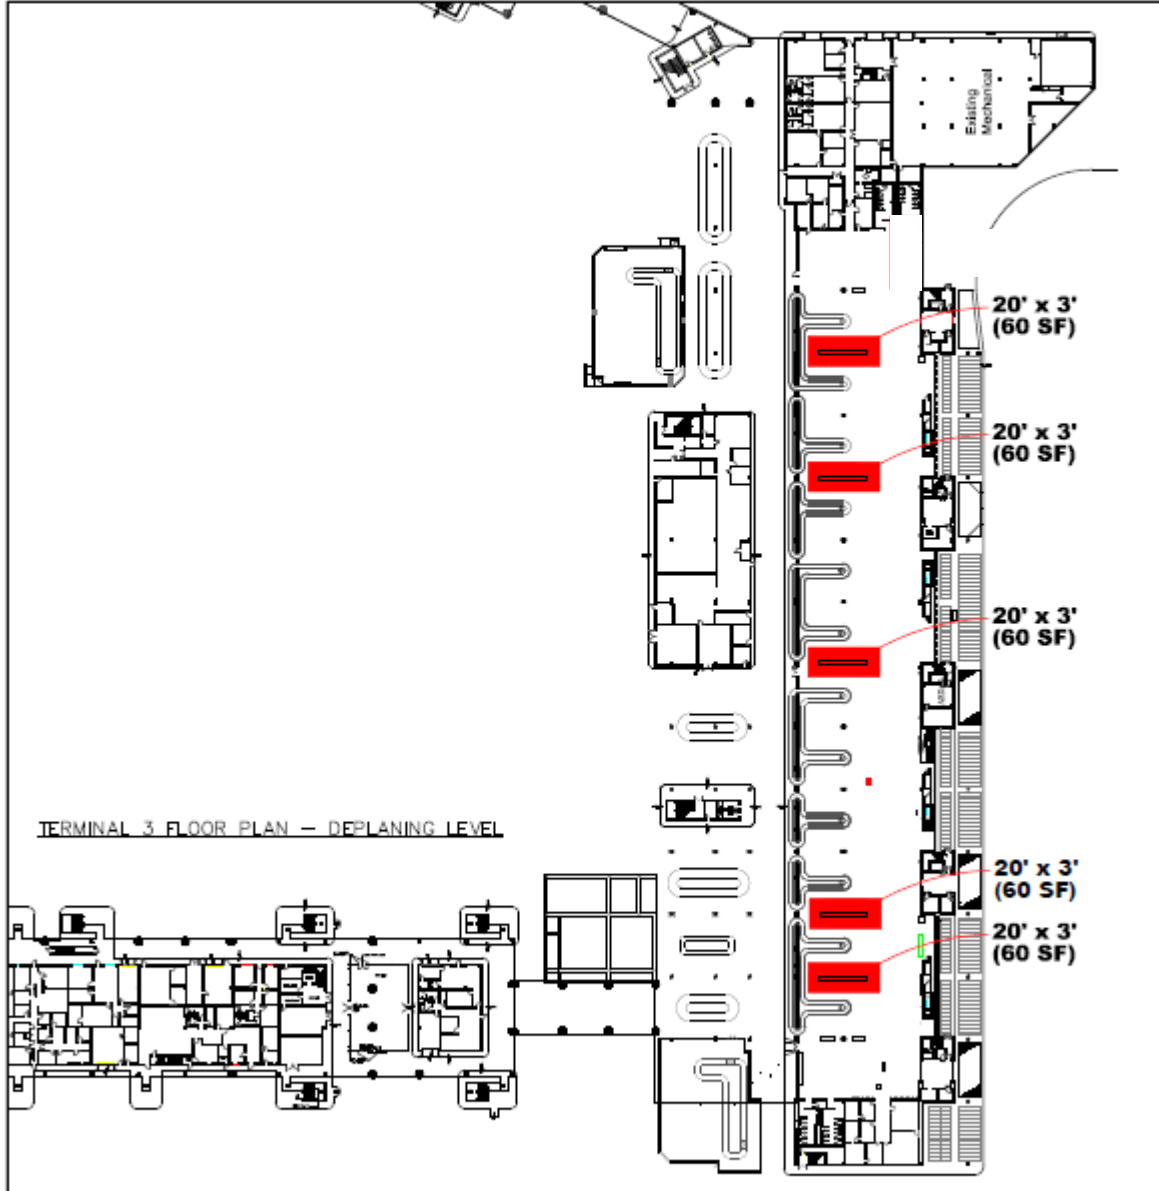 Existing
Mechanical
20' x 3'
(60 SF)
20' x 3'
(60 SF)
20' x 3'
(60 SF)
TERMINAL 3 FLOOR PLAN – DEPLANING LEVEL
20' x 3'
(60 SF)
20' x 3'
(60 SF)